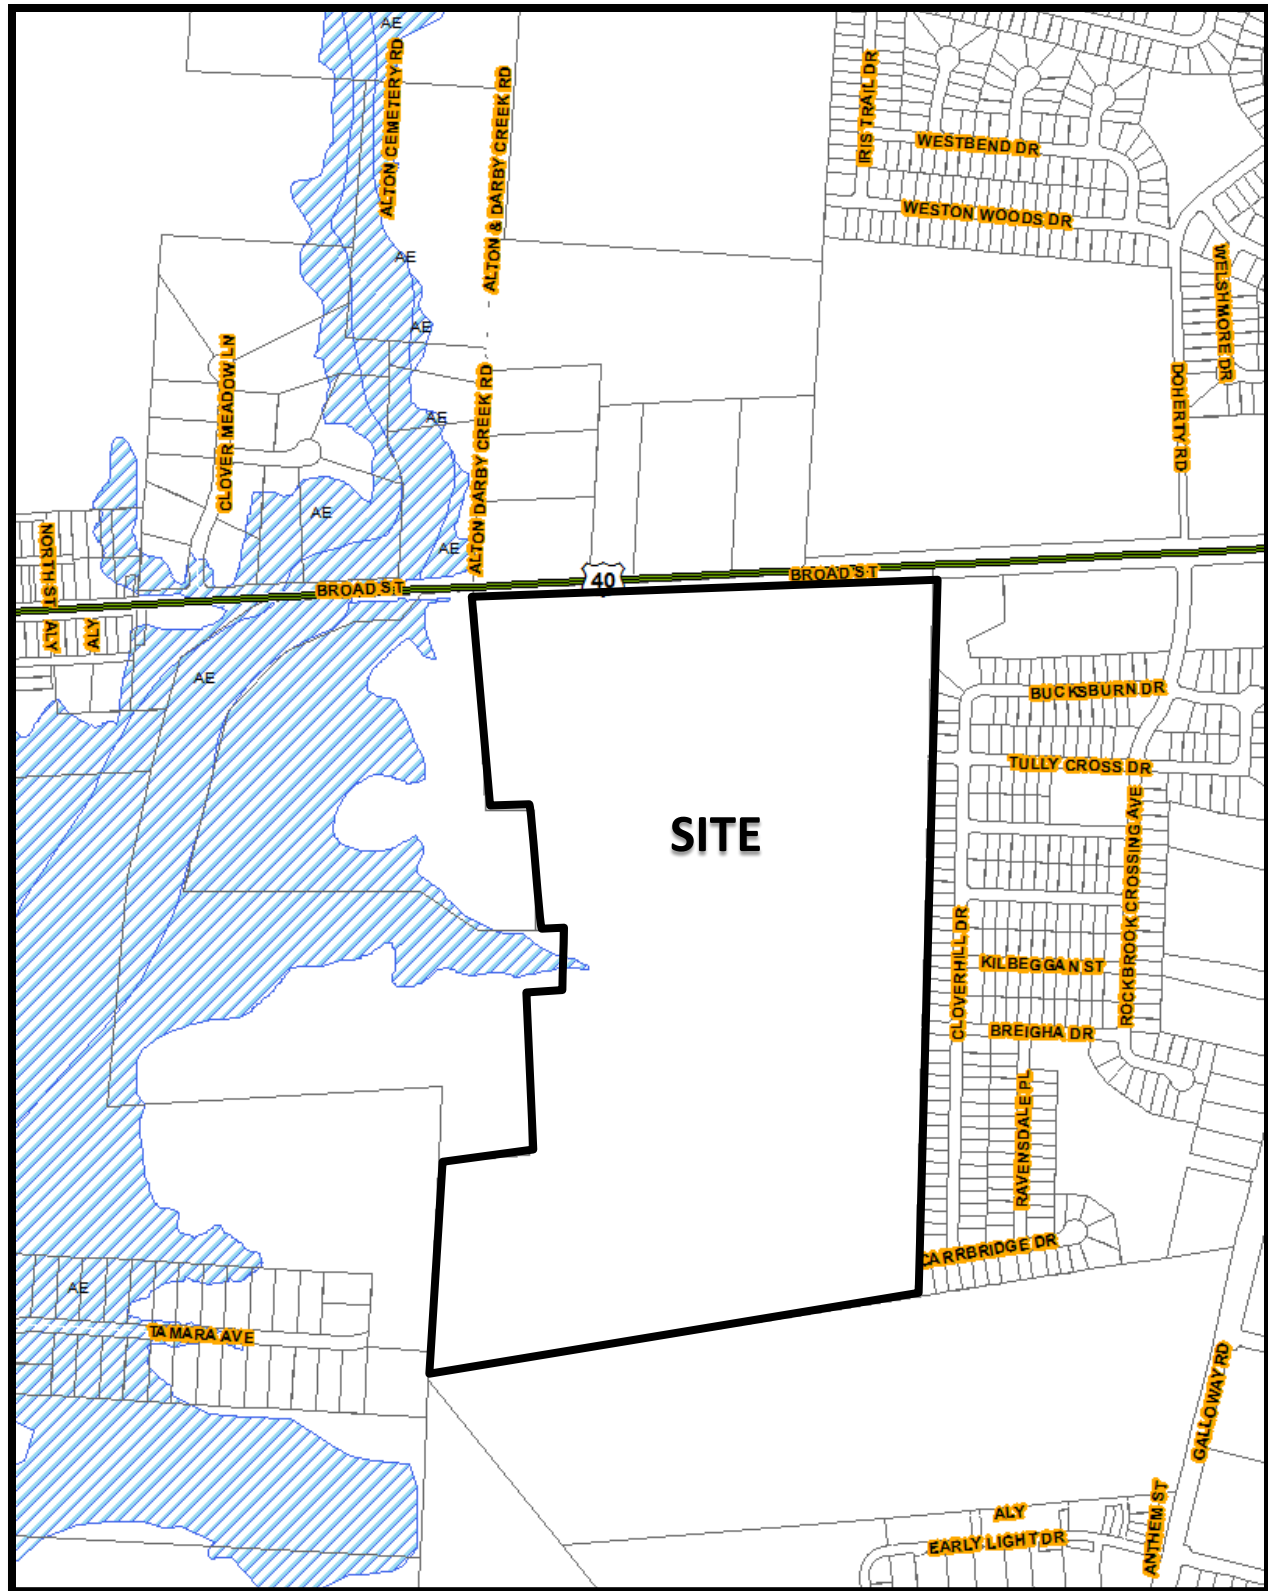 AE
ALTON CEMETERY RD
ALTON & DARBY CREEK RD
IRIS TRAIL DR
WESTBEND DR
WESTON WOODS DR
WELSHMORE DR
AE
AE
CLOVER MEADOW LN
ALTON DARBY CREEK RD
DOHERTY RD
AE
AE
AE
NORTH ST
BROAD ST
40
BROAD ST
ALY
ALY
AE
BUCKSBURN DR
TULLY CROSS DR
SITE
ROCKBROOK CROSSING AVE
CLOVERHILL DR
KILBEGGAN ST
BREIGHA DR
RAVENSDALE PL
CARRBRIDGE DR
AE
TAMARA AVE
GALLOWAY RD
ALY
ANTHEM ST
EARLY LIGHT DR